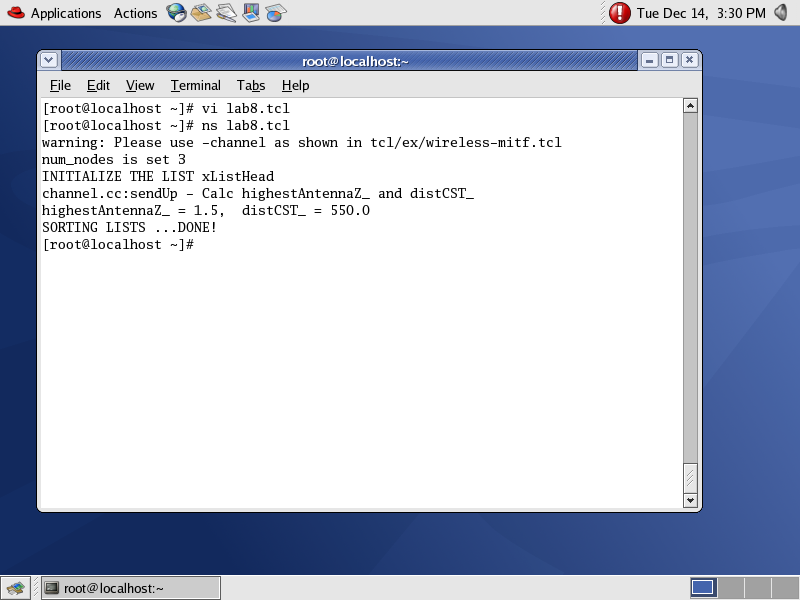 Applications Actions Tue Dec 14, 3:30 PM
root@localhost:~
File Edit View Terminal Tabs Help
[root@localhost ~]# vi lab8.tcl
[root@localhost ~]# ns lab8.tcl
warning: Please use -channel as shown in tcl/ex/wireless-mitf.tcl
num_nodes is set 3
INITIALIZE THE LIST xListHead
channel.cc:sendUp - Calc highestAntennaZ_ and distCST_
highestAntennaZ_ = 1.5,  distCST_ = 550.0
SORTING LISTS ...DONE!
[root@localhost ~]#
root@localhost:~